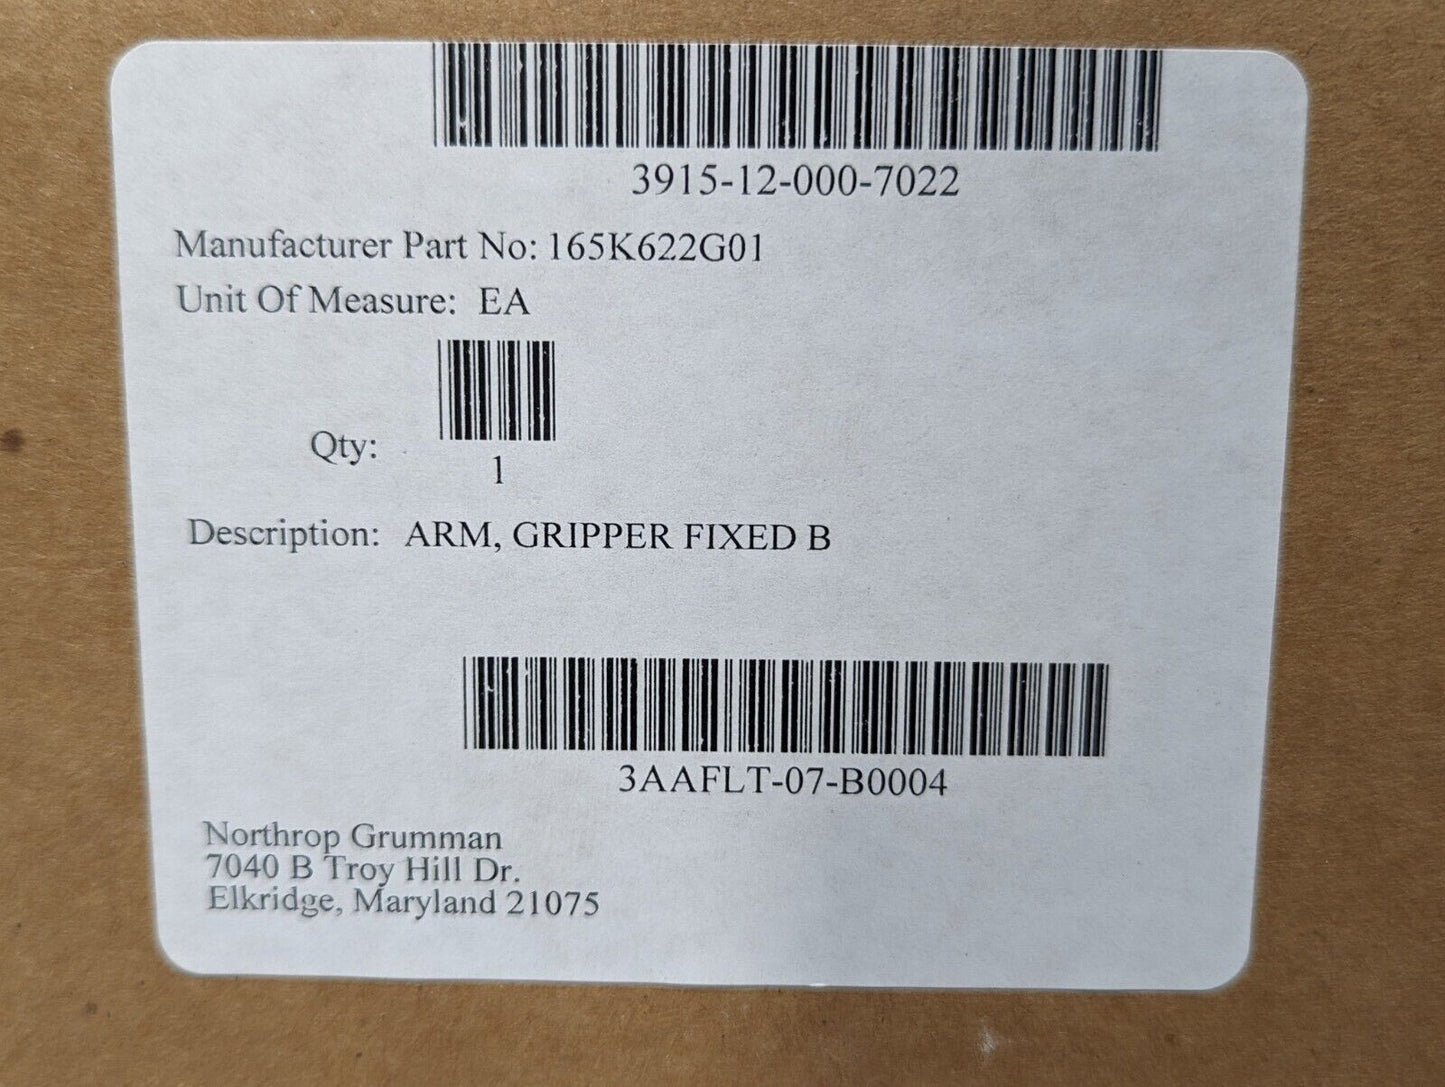 3915-12-000-7022
Manufacturer Part No: 165K622G01
Unit Of Measure: EA
Qty:
1
Description: ARM, GRIPPER FIXED B
3AAFLT-07-B0004
Northrop Grumman
7040 B Troy Hill Dr.
Elkridge, Maryland 21075